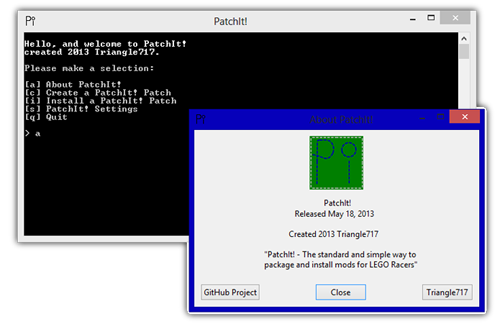 PatchIt!
Hello, and welcome to PatchIt!
created 2013 Triangle717.
Please make a selection:
[a] About PatchIt!
[c] Create a PatchIt! Patch
[i] Install a PatchIt! Patch
[s] PatchIt! Settings
[q] Quit
> a
About PatchIt!
Pi
PatchIt!
Released May 18, 2013
Created 2013 Triangle717
"PatchIt! - The standard and simple way to
package and install mods for LEGO Racers"
GitHub Project
Close
Triangle717